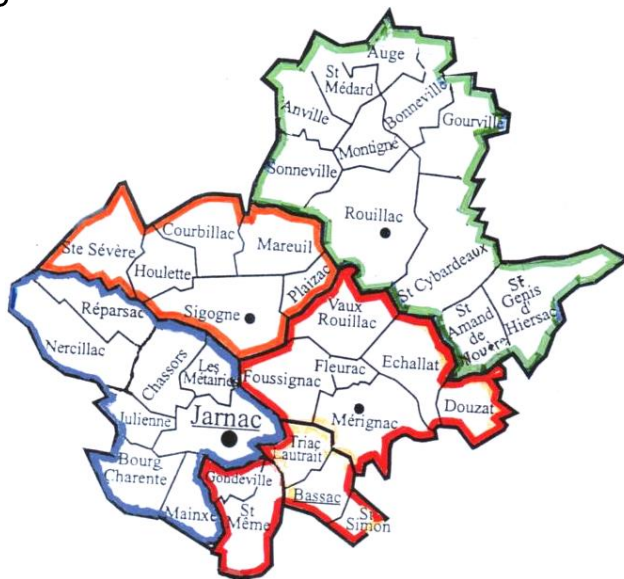 Auge
St
Médard
Bonneville
Anville
Gourville
Montigné
Sonneville
Rouillac
Courbillac
Ste Sévère
Mareuil
Houlette
Plaizac
St Cybardeaux
St
Genis
d'
Hiersac
St
Amand
de
Nouère
Réparsac
Sigogne
Vaux
Rouillac
Nercillac
Chassors
Les
Métairies
Foussignac
Fleurac
Echallat
Julienne
Jarnac
Mérignac
Douzat
Bourg
Charente
Triac
Lautrait
Gondeville
Mainxe
St
Même
Bassac
St
Simon